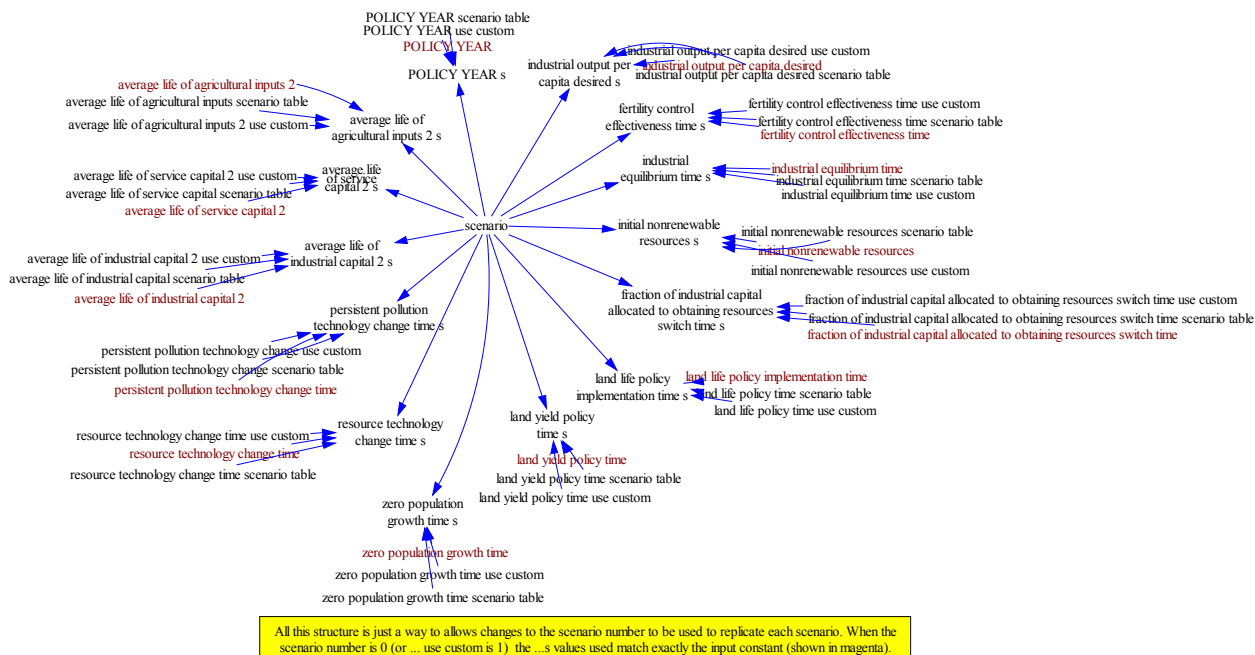 POLICY YEAR scenario table
POLICY YEAR use custom
POLICY YEAR
POLICY YEAR s
industrial output per
capita desired s
industrial output per capita desired use custom
industrial output per capita desired
industrial output per capita desired scenario table
average life of agricultural inputs 2
average life of agricultural inputs scenario table
average life of agricultural inputs 2 use custom
average life of
agricultural inputs 2 s
fertility control
effectiveness time s
fertility control effectiveness time use custom
fertility control effectiveness time scenario table
fertility control effectiveness time
average life of service capital 2 use custom
average life of service capital scenario table
average life of service capital 2
average life
of service
capital 2 s
industrial
equilibrium time s
industrial equilibrium time
industrial equilibrium time scenario table
industrial equilibrium time use custom
scenario
initial nonrenewable
resources s
initial nonrenewable resources scenario table
initial nonrenewable resources
initial nonrenewable resources use custom
average life of
industrial capital 2 s
average life of industrial capital 2 use custom
average life of industrial capital scenario table
average life of industrial capital 2
fraction of industrial capital
allocated to obtaining resources
switch time s
fraction of industrial capital allocated to obtaining resources switch time use custom
fraction of industrial capital allocated to obtaining resources switch time scenario table
fraction of industrial capital allocated to obtaining resources switch time
persistent pollution
technology change time s
persistent pollution technology change use custom
persistent pollution technology change scenario table
persistent pollution technology change time
land life policy
implementation time s
land life policy implementation time
land life policy time scenario table
land life policy time use custom
resource technology
change time s
resource technology change time use custom
resource technology change time
resource technology change time scenario table
land yield policy
time s
land yield policy time
land yield policy time scenario table
land yield policy time use custom
zero population
growth time s
zero population growth time
zero population growth time use custom
zero population growth time scenario table
All this structure is just a way to allows changes to the scenario number to be used to replicate each scenario. When the
scenario number is 0 (or ... use custom is 1) the ...s values used match exactly the input constant (shown in magenta).